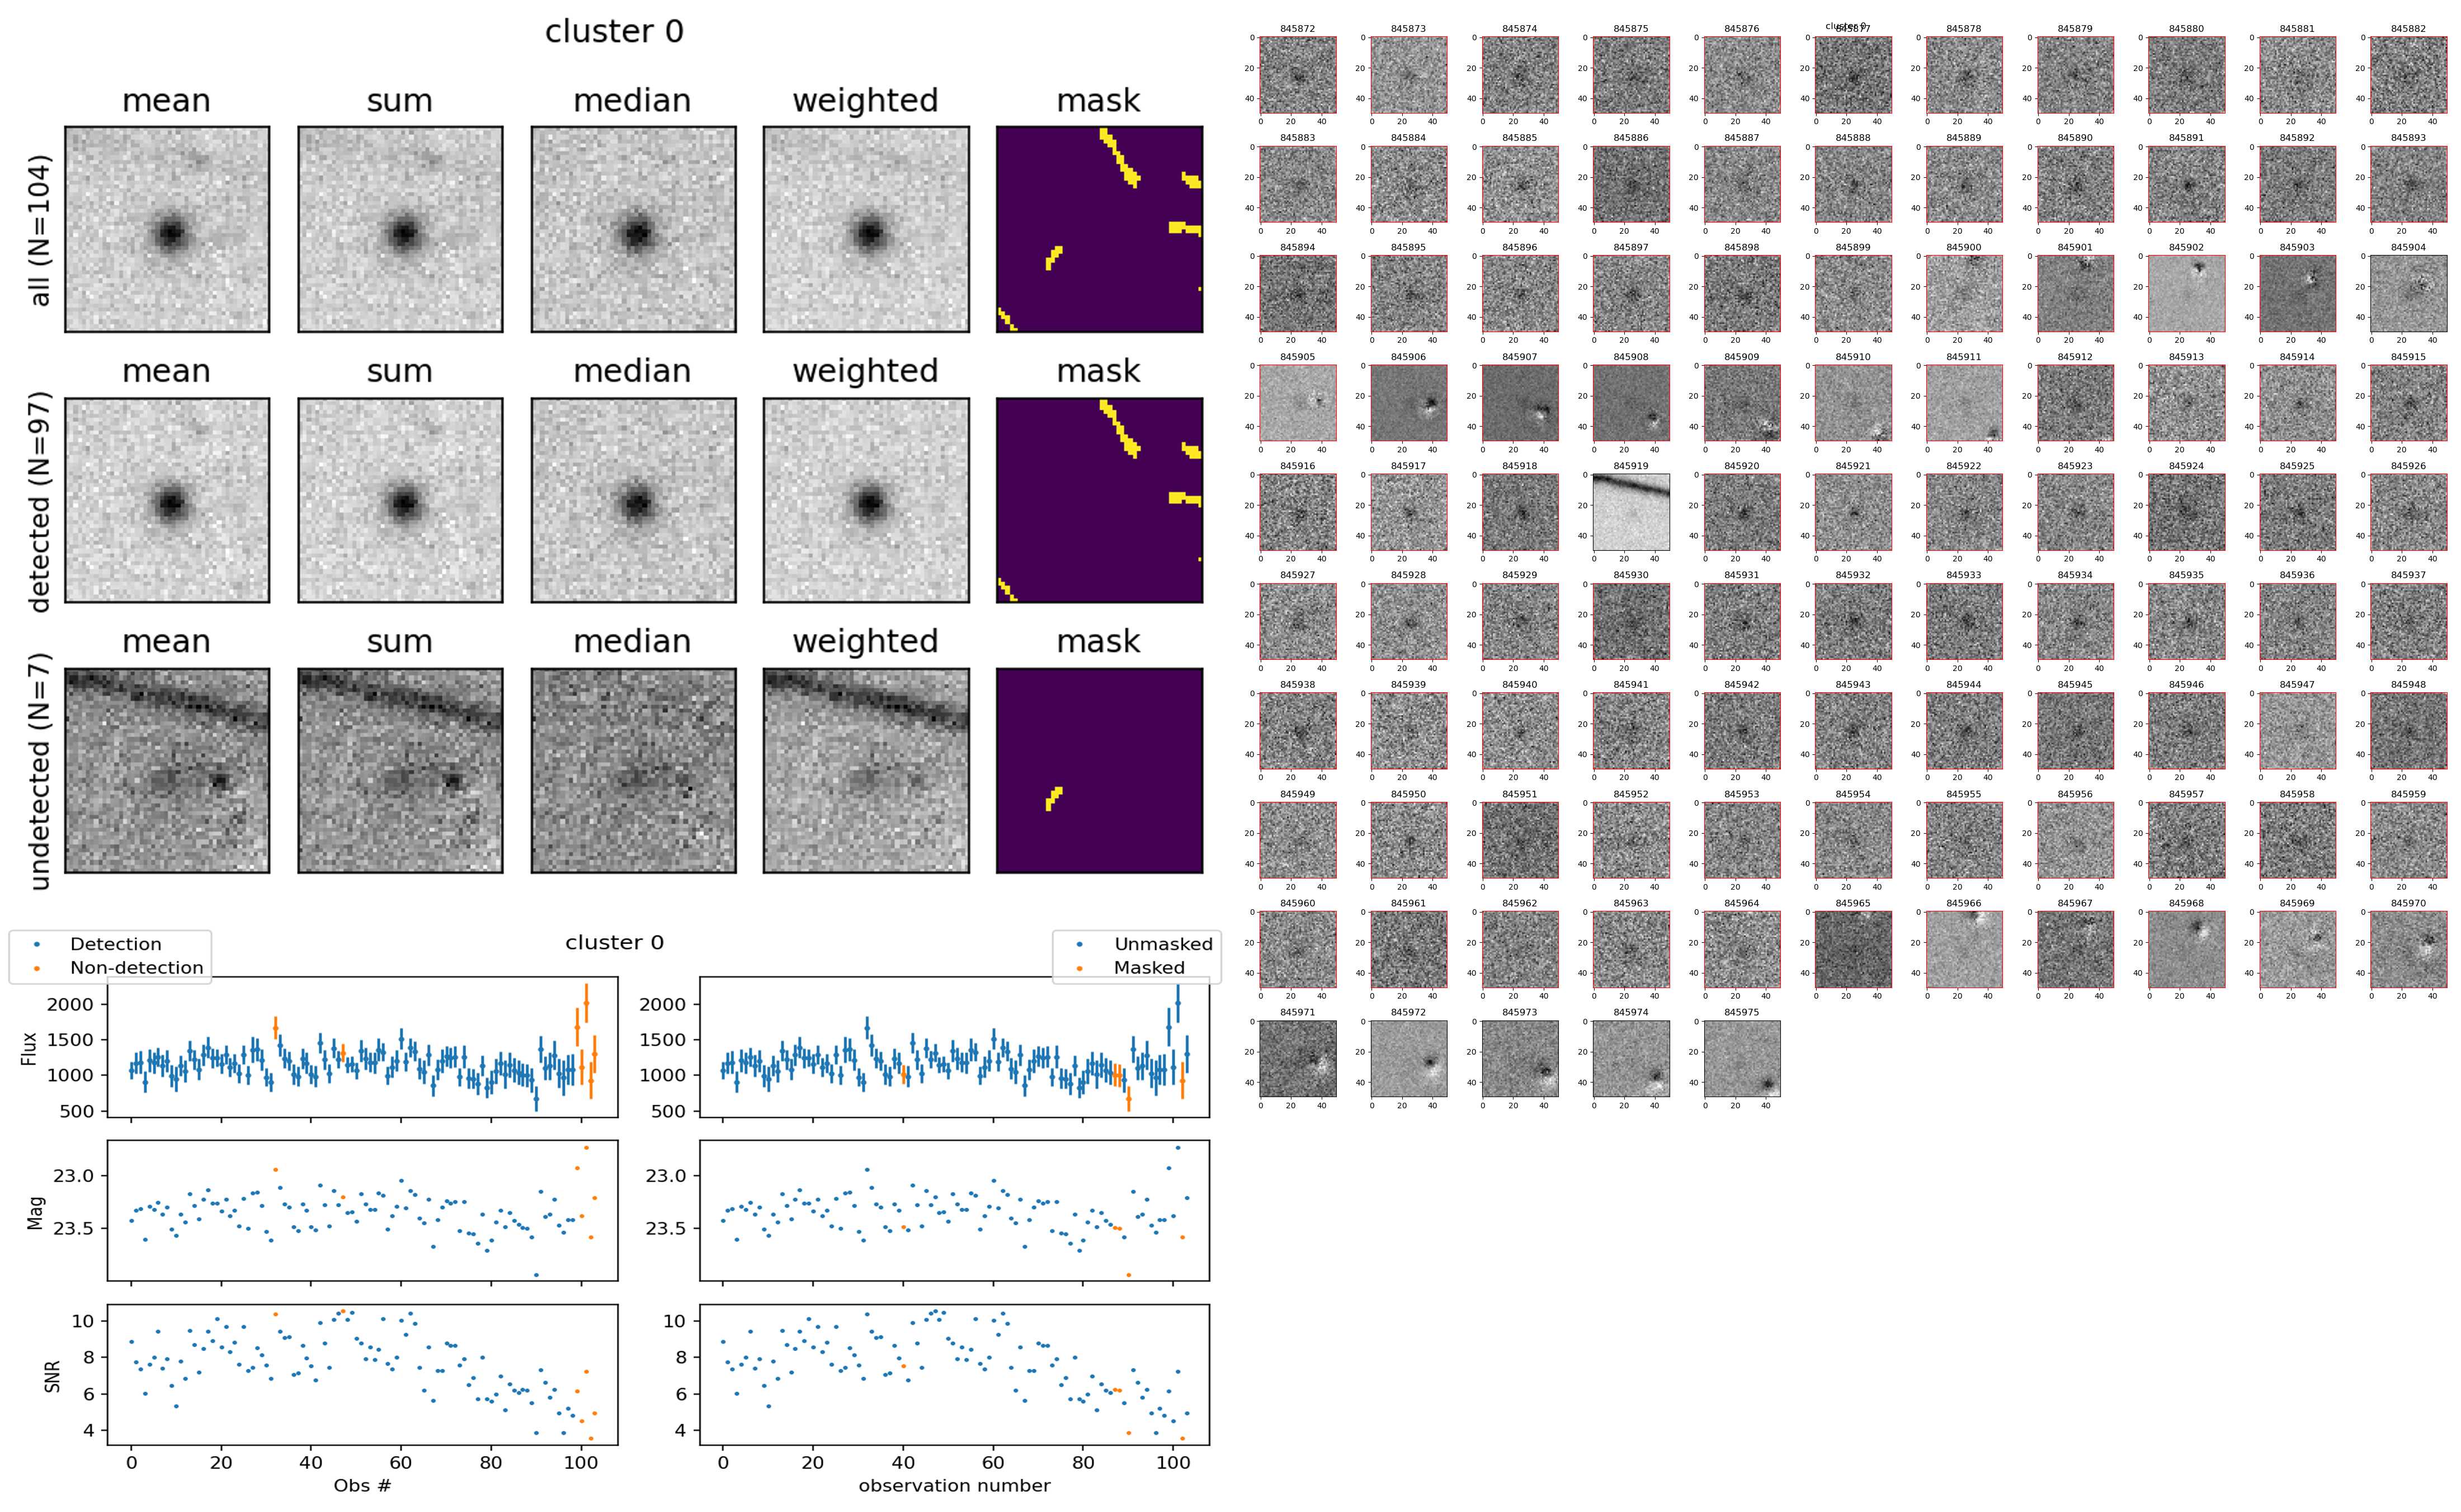 cluster 0
mean sum median weighted mask
all (N=104)
mean sum median weighted mask
detected (N=97)
mean sum median weighted mask
undetected (N=7)
Detection
Non-detection
cluster 0
Unmasked
Masked
Flux
2000
1500
1000
500
2000
1500
1000
500
Mag
23.0
23.5
23.0
23.5
SNR
10
8
6
4
10
8
6
4
0 20 40 60 80 100
Obs #
0 20 40 60 80 100
observation number
cluster 0
845872 845873 845874 845875 845876 845877 845878 845879 845880 845881 845882
845883 845884 845885 845886 845887 845888 845889 845890 845891 845892 845893
845894 845895 845896 845897 845898 845899 845900 845901 845902 845903 845904
845905 845906 845907 845908 845909 845910 845911 845912 845913 845914 845915
845916 845917 845918 845919 845920 845921 845922 845923 845924 845925 845926
845927 845928 845929 845930 845931 845932 845933 845934 845935 845936 845937
845938 845939 845940 845941 845942 845943 845944 845945 845946 845947 845948
845949 845950 845951 845952 845953 845954 845955 845956 845957 845958 845959
845960 845961 845962 845963 845964 845965 845966 845967 845968 845969 845970
845971 845972 845973 845974 845975